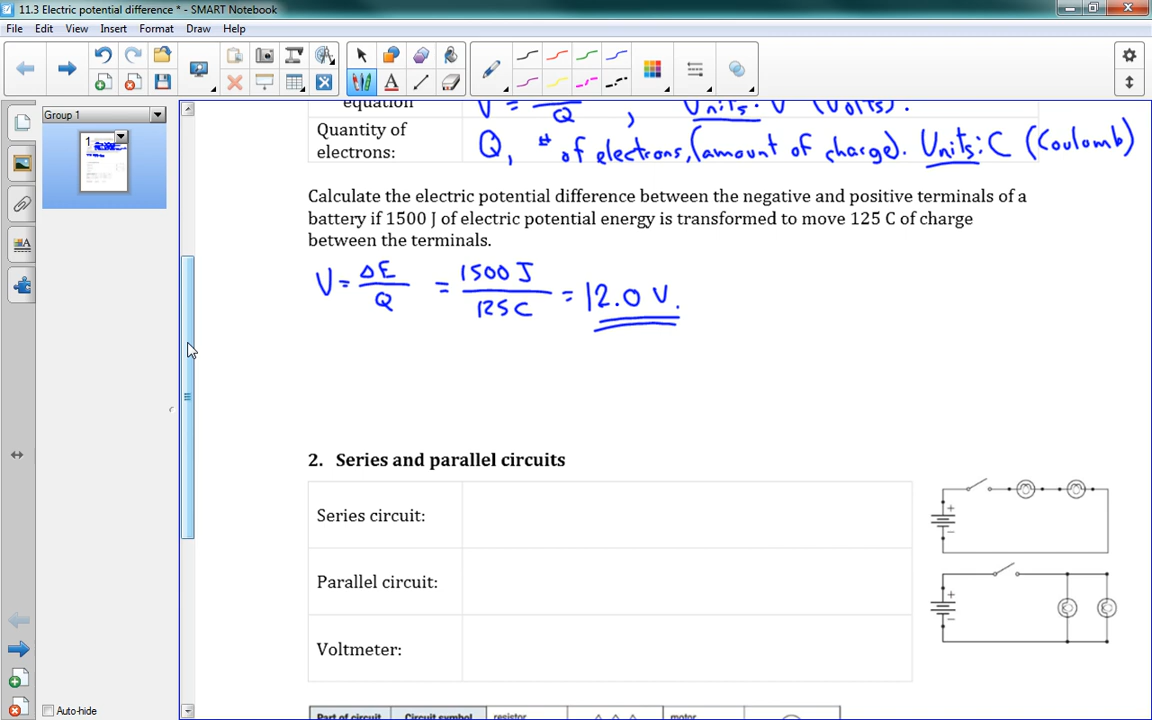 11.3 Electric potential difference * - SMART Notebook
File Edit View Insert Format Draw Help
Group 1
1
equation V = Q , Units: V (Volts).
Quantity of electrons: Q, # of electrons, (amount of charge). Units: C (Coulomb)
Calculate the electric potential difference between the negative and positive terminals of a
battery if 1500 J of electric potential energy is transformed to move 125 C of charge
between the terminals.
V = ΔE / Q = 1500 J / 125 C = 12.0 V.
2. Series and parallel circuits
Series circuit:
Parallel circuit:
Voltmeter:
Part of circuit Circuit symbol resistor motor
Auto-hide